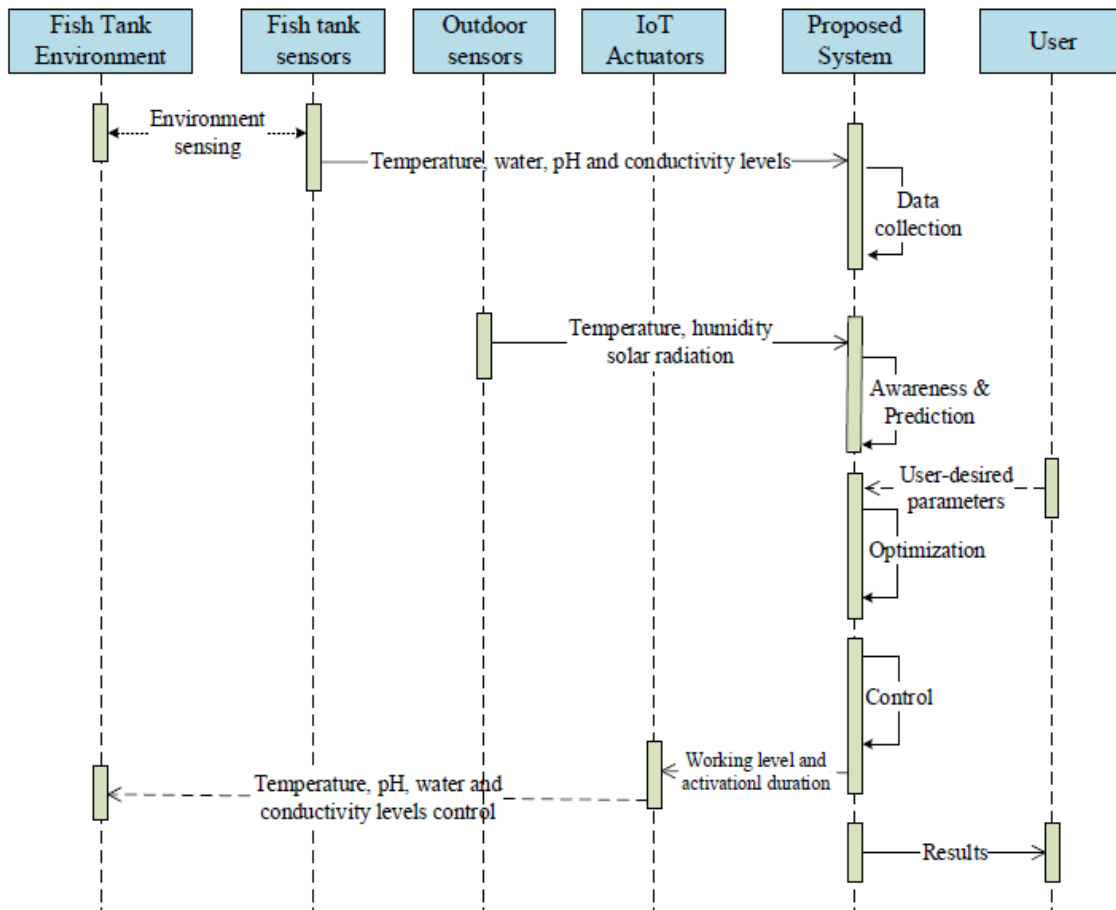 Fish Tank
Environment
Fish tank
sensors
Outdoor
sensors
IoT
Actuators
Proposed
System
User
Environment
sensing
Temperature, water, pH and conductivity levels
Data
collection
Temperature, humidity
solar radiation
Awareness &
Prediction
User-desired
parameters
Optimization
Control
Working level and
activationl duration
Temperature, pH, water and
conductivity levels control
Results